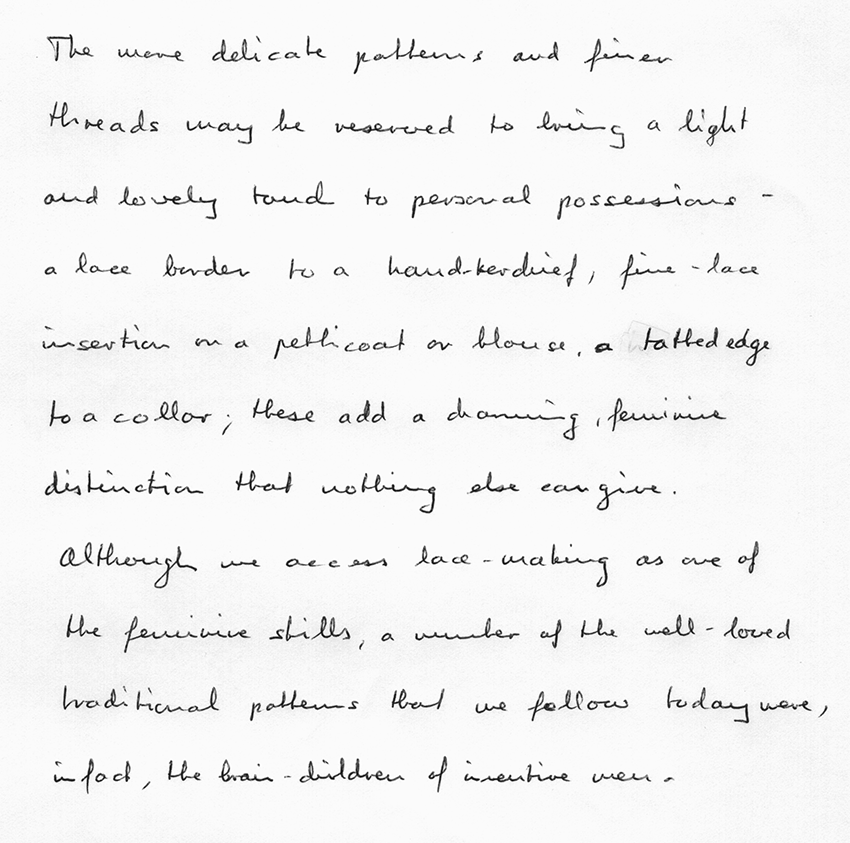 The more delicate patterns and finer
threads may be reserved to bring a light
and lovely touch to personal possessions -
a lace border to a hand-kerchief, fine-lace
insertion on a petticoat or blouse, a tatted edge
to a collar; these add a charming, feminine
distinction that nothing else can give.
Although we access lace-making as one of
the feminine skills, a number of the well-loved
traditional patterns that we follow today were,
in fact, the brain-children of inventive men.